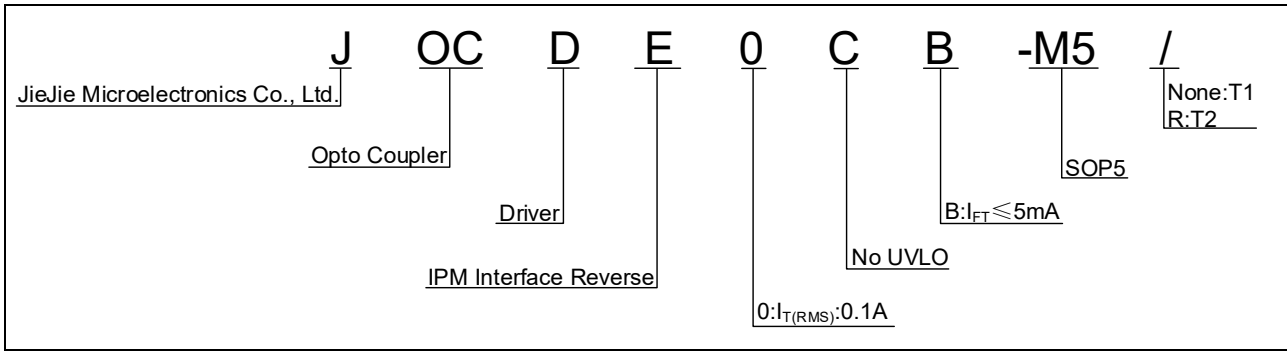 J OC D E 0 C B -M5 /
JieJie Microelectronics Co., Ltd.
None:T1
R:T2
Opto Coupler
SOP5
Driver
B:IFT≤5mA
No UVLO
IPM Interface Reverse
0:IT(RMS):0.1A